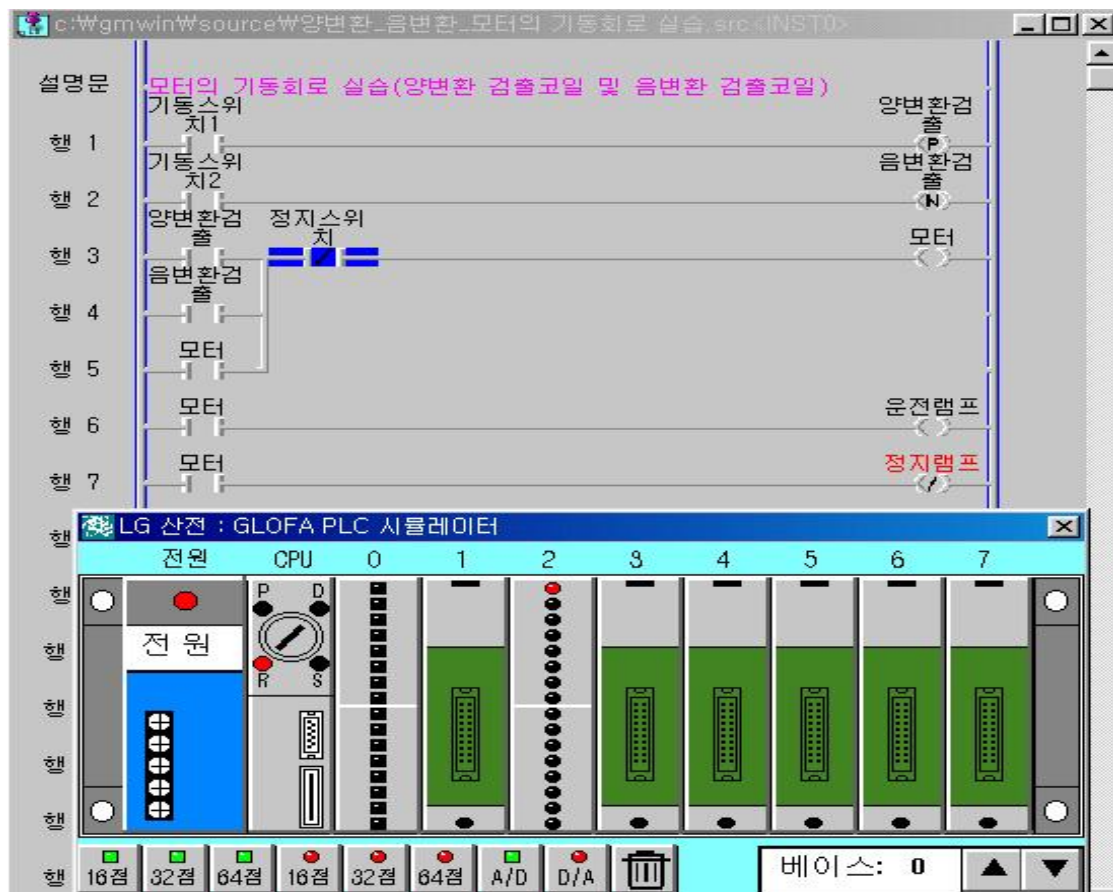 c:\gmwin\source\양변환_음변환_모터의 기동회로 실습.src<INST0>
설명문 모터의 기동회로 실습(양변환 검출코일 및 음변환 검출코일)
기동스위
치1
양변환검
출
행 1
P
기동스위
치2
음변환검
출
행 2
N
양변환검
출
정지스위
치
모터
행 3
음변환검
출
행 4
모터
행 5
모터
운전램프
행 6
모터
정지램프
행 7
LG 산전 : GLOFA PLC 시뮬레이터
행
전원 CPU 0 1 2 3 4 5 6 7
행
P D
전 원
행
R S
행
행
행
행
16점 32점 64점 16점 32점 64점 A/D D/A
베이스: 0